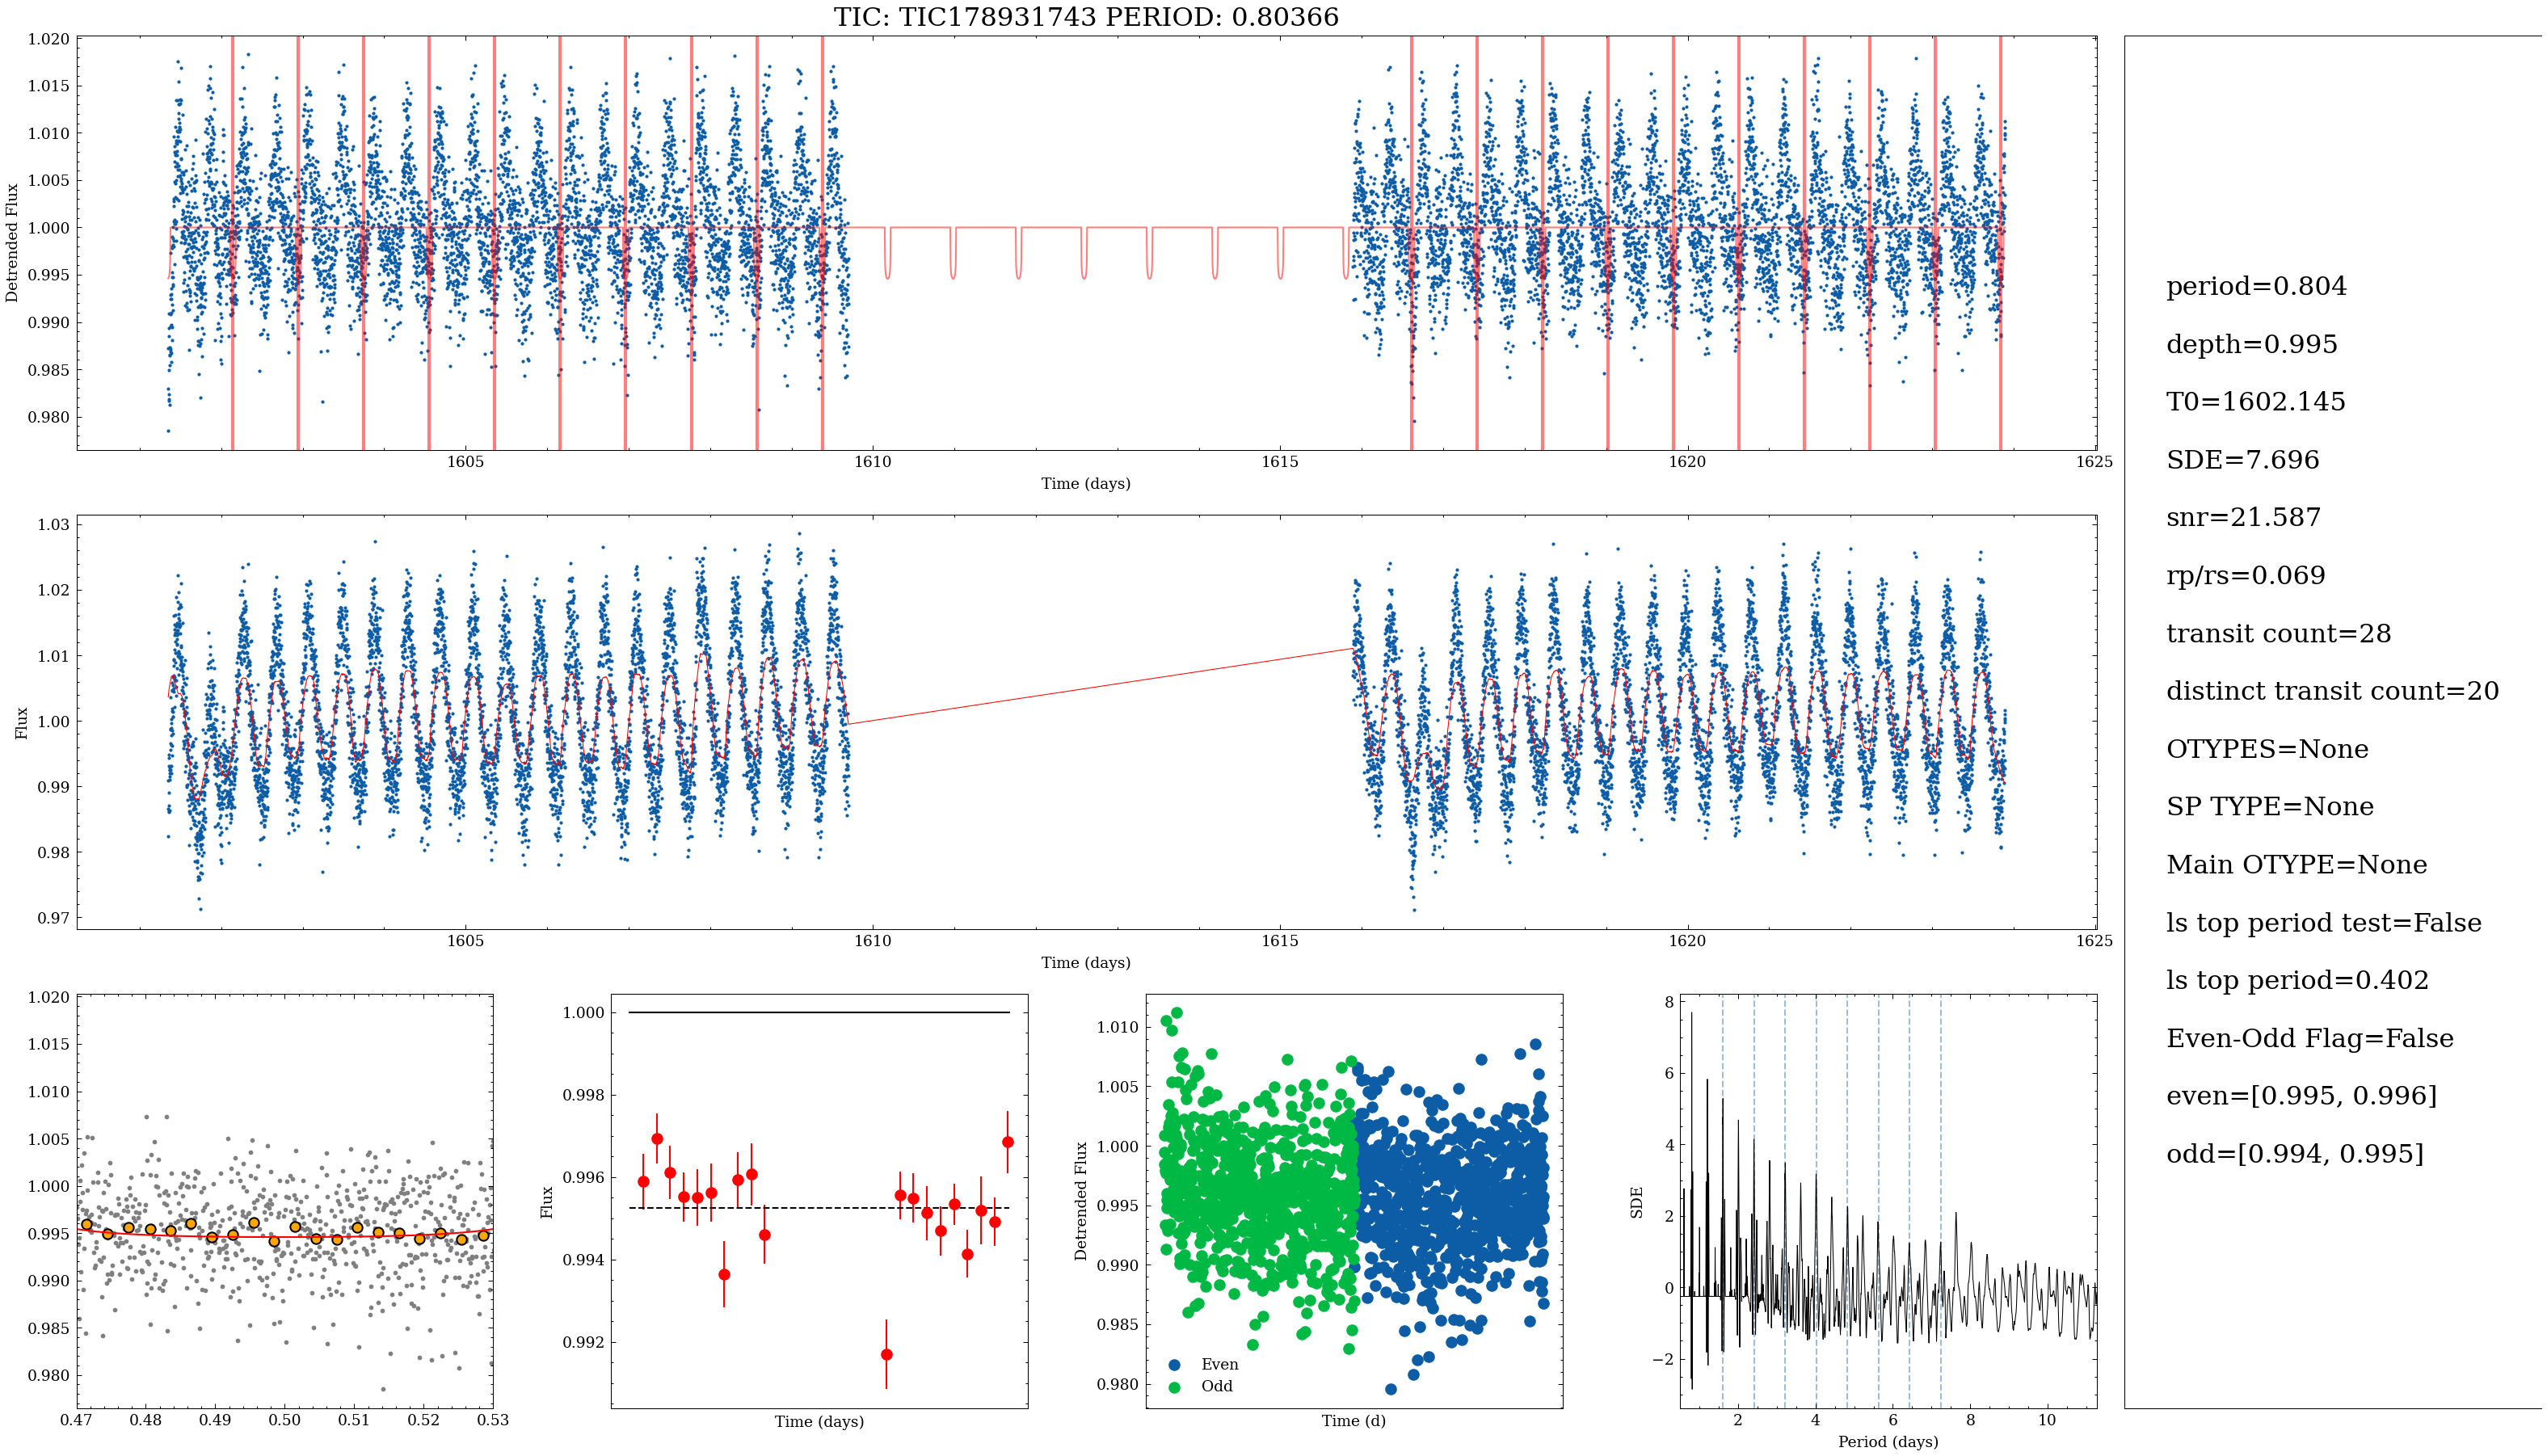 TIC: TIC178931743 PERIOD: 0.80366
1.020
1.015
1.010
1.005
1.000
0.995
0.990
0.985
0.980
Detrended Flux
1605
1610
1615
1620
1625
Time (days)
1.03
1.02
1.01
1.00
0.99
0.98
0.97
Flux
1605
1610
1615
1620
1625
Time (days)
1.020
1.015
1.010
1.005
1.000
0.995
0.990
0.985
0.980
0.47
0.48
0.49
0.50
0.51
0.52
0.53
1.000
0.998
0.996
0.994
0.992
Flux
Time (days)
1.010
1.005
1.000
0.995
0.990
0.985
0.980
Detrended Flux
Even
Odd
Time (d)
8
6
4
2
0
−2
SDE
2
4
6
8
10
Period (days)
period=0.804
depth=0.995
T0=1602.145
SDE=7.696
snr=21.587
rp/rs=0.069
transit count=28
distinct transit count=20
OTYPES=None
SP TYPE=None
Main OTYPE=None
ls top period test=False
ls top period=0.402
Even-Odd Flag=False
even=[0.995, 0.996]
odd=[0.994, 0.995]